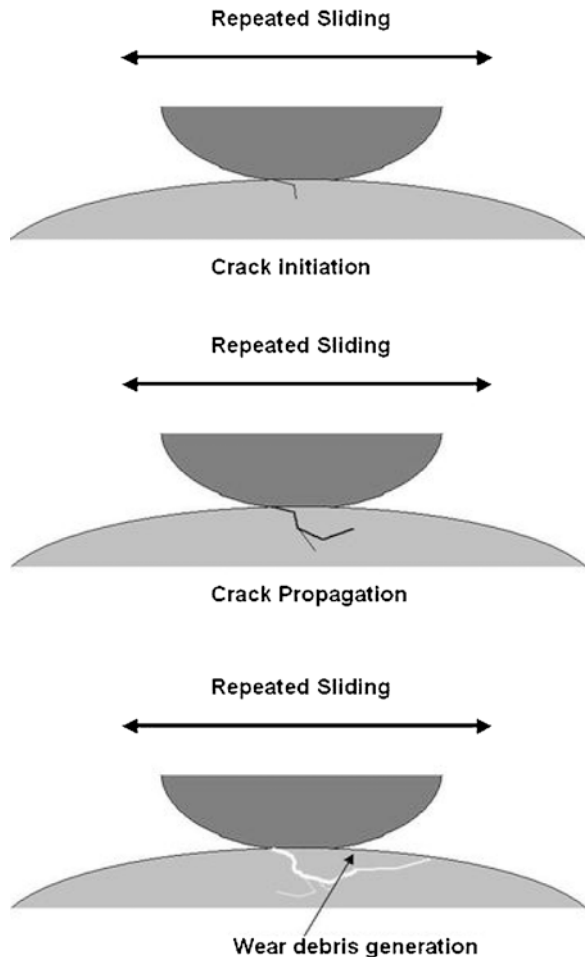 Repeated Sliding
Crack initiation
Repeated Sliding
Crack Propagation
Repeated Sliding
Wear debris generation